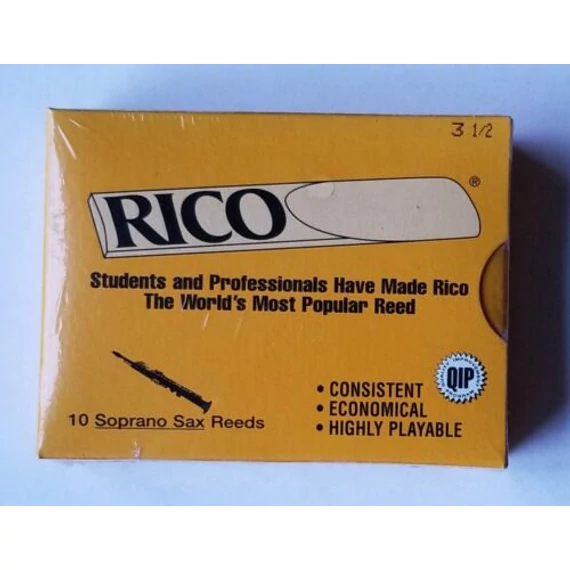 3 1/2
RICO ®
Students and Professionals Have Made Rico
The World's Most Popular Reed
QIP
10 Soprano Sax Reeds
• CONSISTENT
• ECONOMICAL
• HIGHLY PLAYABLE